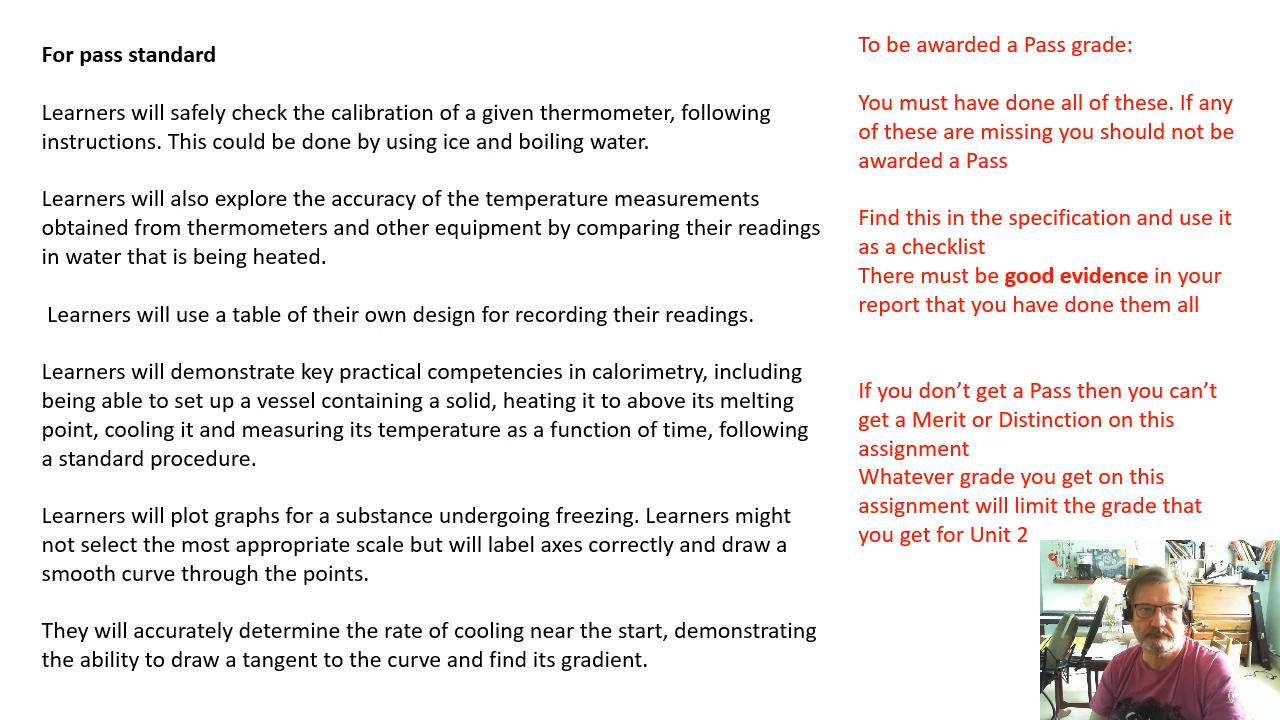 For pass standard
Learners will safely check the calibration of a given thermometer, following
instructions. This could be done by using ice and boiling water.
Learners will also explore the accuracy of the temperature measurements
obtained from thermometers and other equipment by comparing their readings
in water that is being heated.
Learners will use a table of their own design for recording their readings.
Learners will demonstrate key practical competencies in calorimetry, including
being able to set up a vessel containing a solid, heating it to above its melting
point, cooling it and measuring its temperature as a function of time, following
a standard procedure.
Learners will plot graphs for a substance undergoing freezing. Learners might
not select the most appropriate scale but will label axes correctly and draw a
smooth curve through the points.
They will accurately determine the rate of cooling near the start, demonstrating
the ability to draw a tangent to the curve and find its gradient.
To be awarded a Pass grade:
You must have done all of these. If any
of these are missing you should not be
awarded a Pass
Find this in the specification and use it
as a checklist
There must be good evidence in your
report that you have done them all
If you don’t get a Pass then you can’t
get a Merit or Distinction on this
assignment
Whatever grade you get on this
assignment will limit the grade that
you get for Unit 2